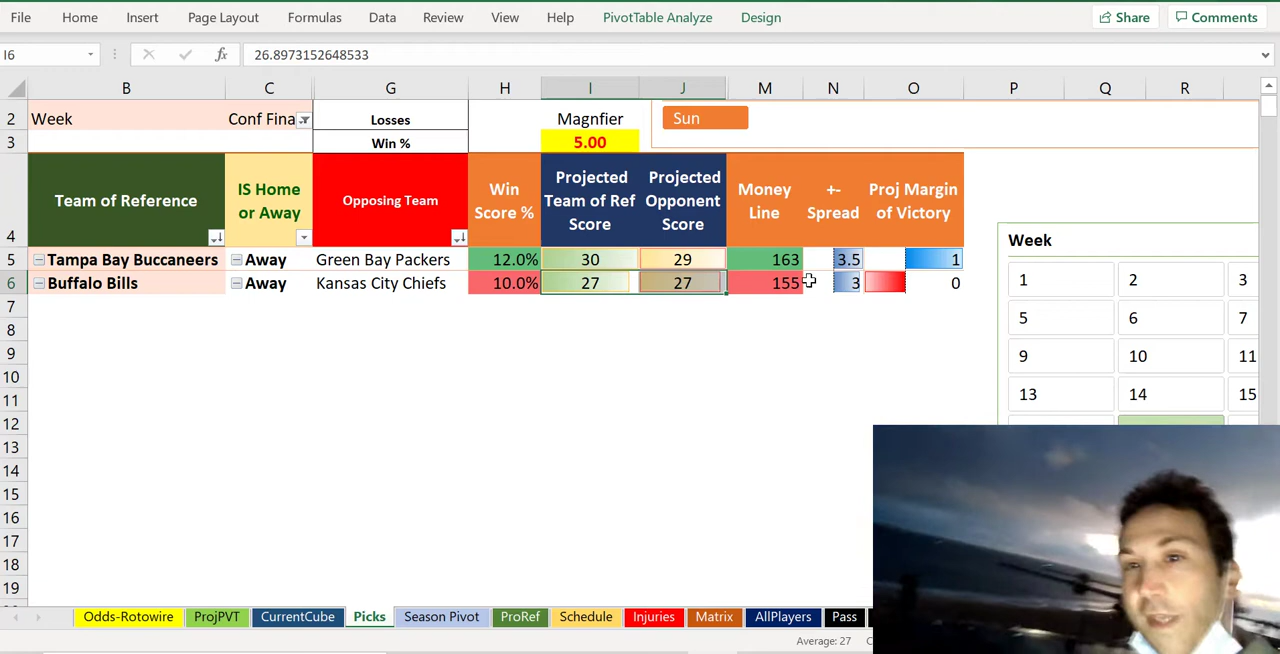 File Home Insert Page Layout Formulas Data Review View Help PivotTable Analyze Design Share Comments
I6 fx 26.8973152648533
B C G H I J M N O P Q R
2 Week Conf Fina Losses Magnfier Sun
3 Win % 5.00
4 Team of Reference IS Home or Away Opposing Team Win Score % Projected Team of Ref Score Projected Opponent Score Money Line +- Spread Proj Margin of Victory
Week
5 Tampa Bay Buccaneers Away Green Bay Packers 12.0% 30 29 163 3.5 1
6 Buffalo Bills Away Kansas City Chiefs 10.0% 27 27 155 3 0
1 2 3
7
8 5 6 7
9 9 10 11
10
11 13 14 15
12
13
14
15
16
17
18
19
Odds-Rotowire ProjPVT CurrentCube Picks Season Pivot ProRef Schedule Injuries Matrix AllPlayers Pass
Average: 27